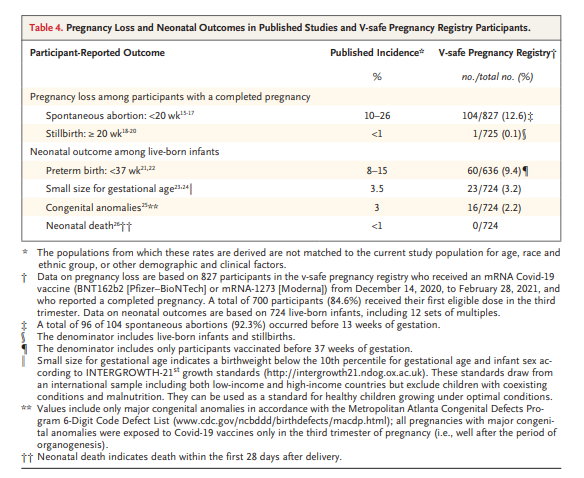 Table 4. Pregnancy Loss and Neonatal Outcomes in Published Studies and V-safe Pregnancy Registry Participants.
Participant-Reported Outcome Published Incidence* V-safe Pregnancy Registry†
% no./total no. (%)
Pregnancy loss among participants with a completed pregnancy
Spontaneous abortion: <20 wk15-17 10–26 104/827 (12.6)‡
Stillbirth: ≥ 20 wk18-20 <1 1/725 (0.1)§
Neonatal outcome among live-born infants
Preterm birth: <37 wk21,22 8–15 60/636 (9.4)¶
Small size for gestational age23,24‖ 3.5 23/724 (3.2)
Congenital anomalies25** 3 16/724 (2.2)
Neonatal death26†† <1 0/724
* The populations from which these rates are derived are not matched to the current study population for age, race and
ethnic group, or other demographic and clinical factors.
† Data on pregnancy loss are based on 827 participants in the v-safe pregnancy registry who received an mRNA Covid-19
vaccine (BNT162b2 [Pfizer–BioNTech] or mRNA-1273 [Moderna]) from December 14, 2020, to February 28, 2021, and
who reported a completed pregnancy. A total of 700 participants (84.6%) received their first eligible dose in the third
trimester. Data on neonatal outcomes are based on 724 live-born infants, including 12 sets of multiples.
‡ A total of 96 of 104 spontaneous abortions (92.3%) occurred before 13 weeks of gestation.
§ The denominator includes live-born infants and stillbirths.
¶ The denominator includes only participants vaccinated before 37 weeks of gestation.
‖ Small size for gestational age indicates a birthweight below the 10th percentile for gestational age and infant sex ac-
cording to INTERGROWTH-21st growth standards (http://intergrowth21.ndog.ox.ac.uk). These standards draw from
an international sample including both low-income and high-income countries but exclude children with coexisting
conditions and malnutrition. They can be used as a standard for healthy children growing under optimal conditions.
** Values include only major congenital anomalies in accordance with the Metropolitan Atlanta Congenital Defects Pro-
gram 6-Digit Code Defect List (www.cdc.gov/ncbddd/birthdefects/macdp.html); all pregnancies with major congeni-
tal anomalies were exposed to Covid-19 vaccines only in the third trimester of pregnancy (i.e., well after the period of
organogenesis).
†† Neonatal death indicates death within the first 28 days after delivery.